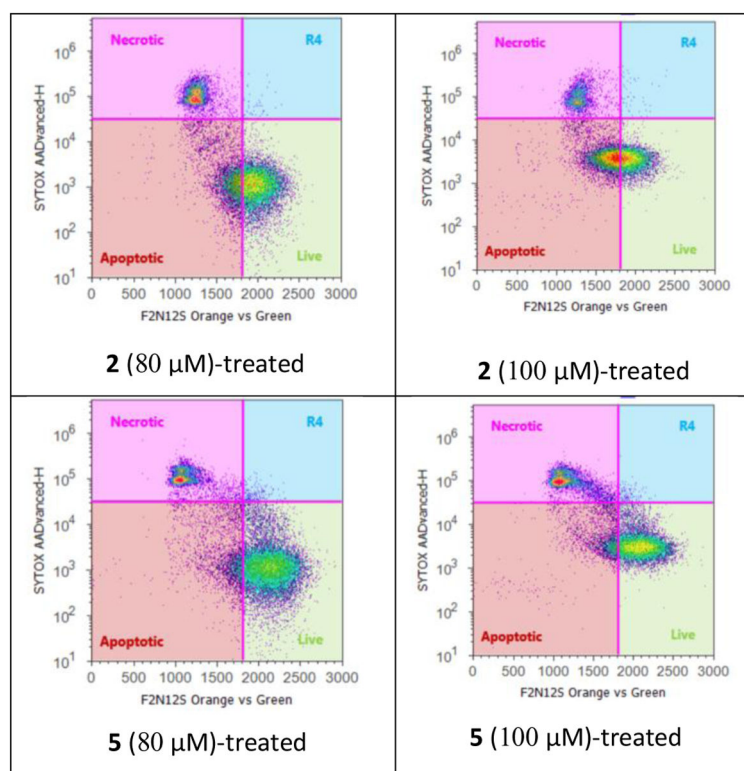 Necrotic
R4
Apoptotic
Live
SYTOX AADvanced-H
10⁶
10⁵
10⁴
10³
10²
10¹
0 500 1000 1500 2000 2500 3000
F2N12S Orange vs Green
2 (80 μM)-treated
Necrotic
R4
Apoptotic
Live
SYTOX AADvanced-H
10⁶
10⁵
10⁴
10³
10²
10¹
0 500 1000 1500 2000 2500 3000
F2N12S Orange vs Green
2 (100 μM)-treated
Necrotic
R4
Apoptotic
Live
SYTOX AADvanced-H
10⁶
10⁵
10⁴
10³
10²
10¹
0 500 1000 1500 2000 2500 3000
F2N12S Orange vs Green
5 (80 μM)-treated
Necrotic
R4
Apoptotic
Live
SYTOX AADvanced-H
10⁶
10⁵
10⁴
10³
10²
10¹
0 500 1000 1500 2000 2500 3000
F2N12S Orange vs Green
5 (100 μM)-treated